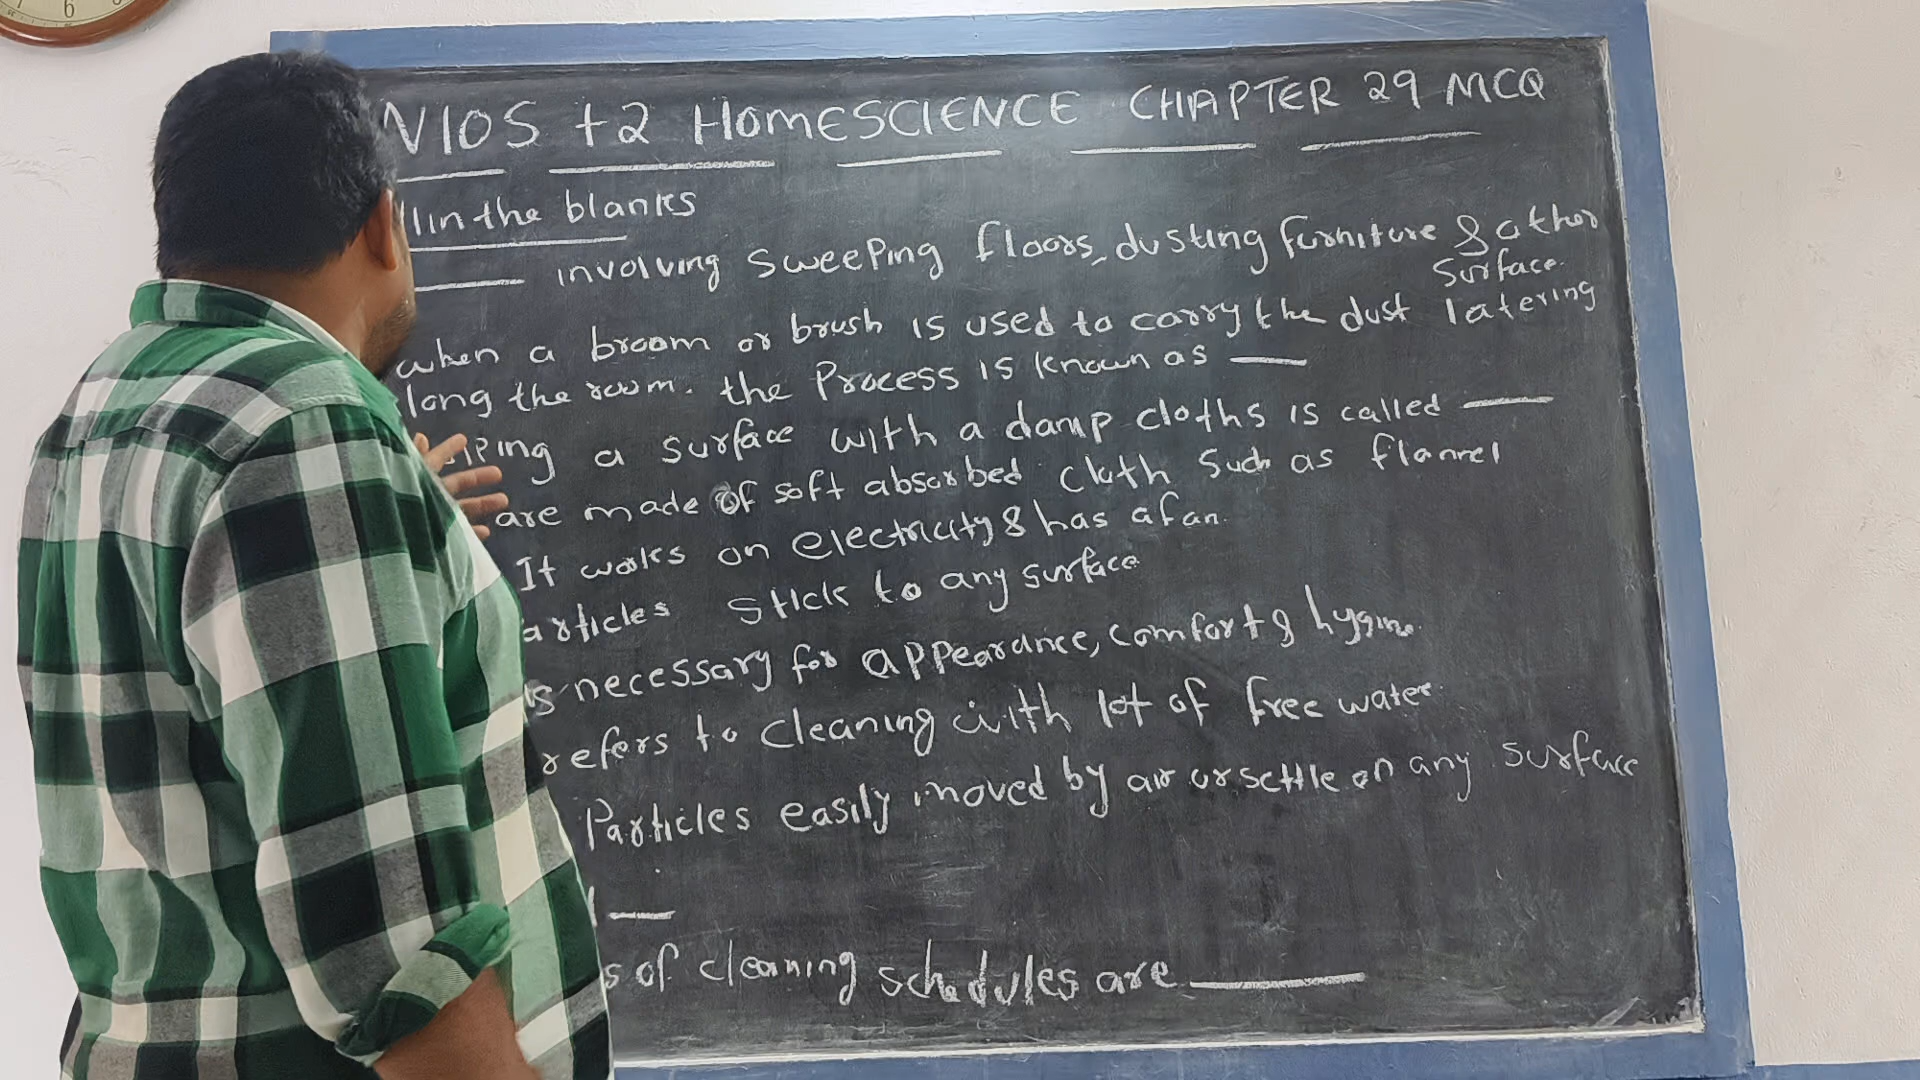 NIOS +2 HOMESCIENCE CHAPTER 29 MCQ
in the blanks
____ involving sweeping floors, dusting furniture & other
surface.
when a broom or brush is used to carry the dust latering
long the room. the Process is known as ____
iping a surface with a damp cloths is called ____
are made of soft absorbed cloth such as flannel
It works on electricity & has a fan.
articles stick to any surface
is necessary for appearance, comfort & hygine.
refers to cleaning with lot of free water.
Particles easily moved by air or settle on any surface
____
s of cleaning schedules are ____